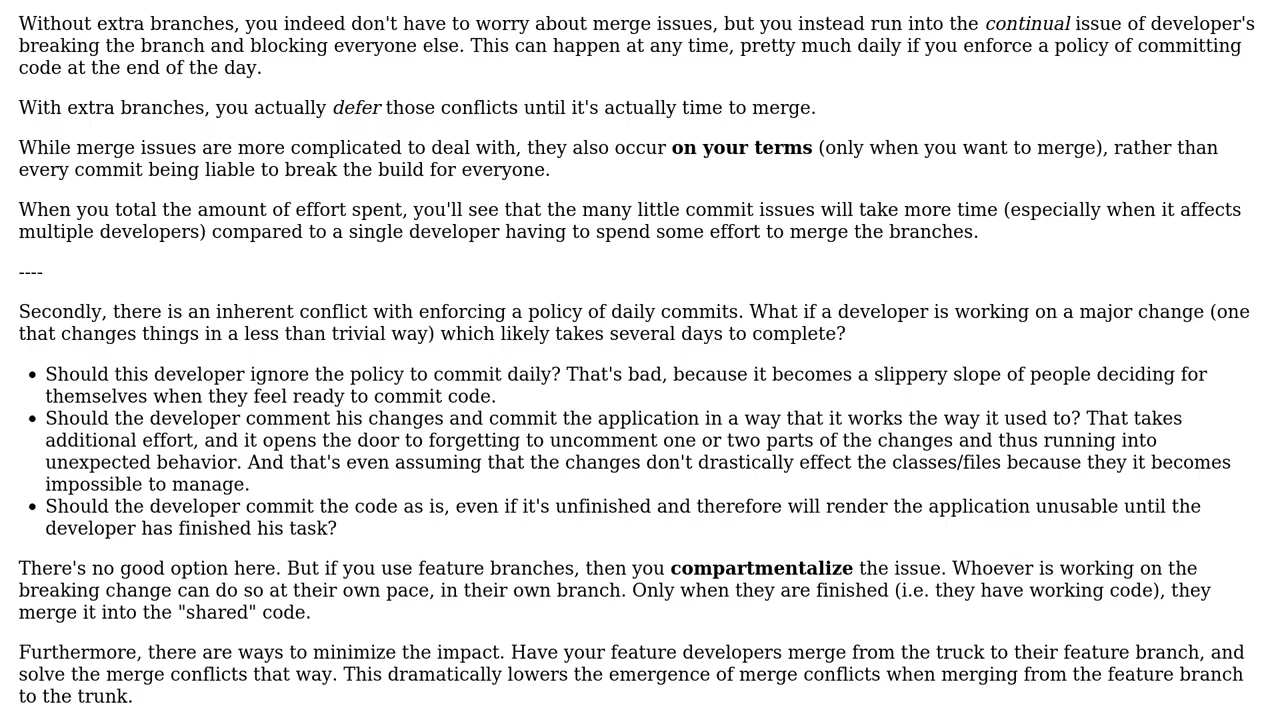 Without extra branches, you indeed don't have to worry about merge issues, but you instead run into the continual issue of developer's
breaking the branch and blocking everyone else. This can happen at any time, pretty much daily if you enforce a policy of committing
code at the end of the day.
With extra branches, you actually defer those conflicts until it's actually time to merge.
While merge issues are more complicated to deal with, they also occur on your terms (only when you want to merge), rather than
every commit being liable to break the build for everyone.
When you total the amount of effort spent, you'll see that the many little commit issues will take more time (especially when it affects
multiple developers) compared to a single developer having to spend some effort to merge the branches.
----
Secondly, there is an inherent conflict with enforcing a policy of daily commits. What if a developer is working on a major change (one
that changes things in a less than trivial way) which likely takes several days to complete?
• Should this developer ignore the policy to commit daily? That's bad, because it becomes a slippery slope of people deciding for
themselves when they feel ready to commit code.
• Should the developer comment his changes and commit the application in a way that it works the way it used to? That takes
additional effort, and it opens the door to forgetting to uncomment one or two parts of the changes and thus running into
unexpected behavior. And that's even assuming that the changes don't drastically effect the classes/files because they it becomes
impossible to manage.
• Should the developer commit the code as is, even if it's unfinished and therefore will render the application unusable until the
developer has finished his task?
There's no good option here. But if you use feature branches, then you compartmentalize the issue. Whoever is working on the
breaking change can do so at their own pace, in their own branch. Only when they are finished (i.e. they have working code), they
merge it into the "shared" code.
Furthermore, there are ways to minimize the impact. Have your feature developers merge from the truck to their feature branch, and
solve the merge conflicts that way. This dramatically lowers the emergence of merge conflicts when merging from the feature branch
to the trunk.